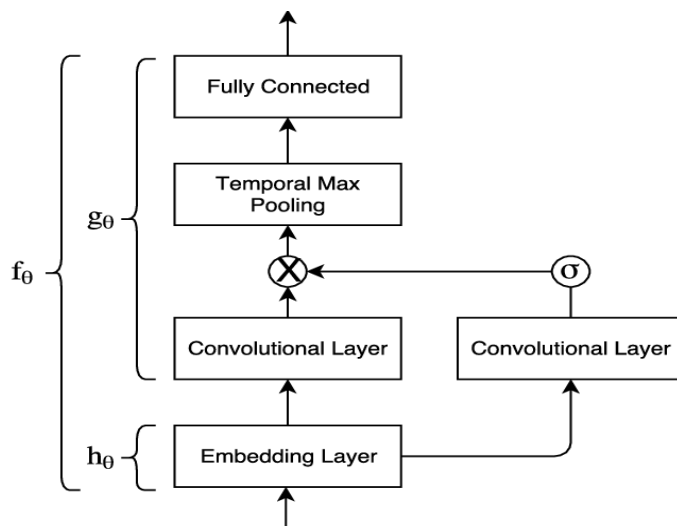 Fully Connected
Temporal Max
Pooling
gθ
fθ
X
σ
Convolutional Layer
Convolutional Layer
hθ
Embedding Layer